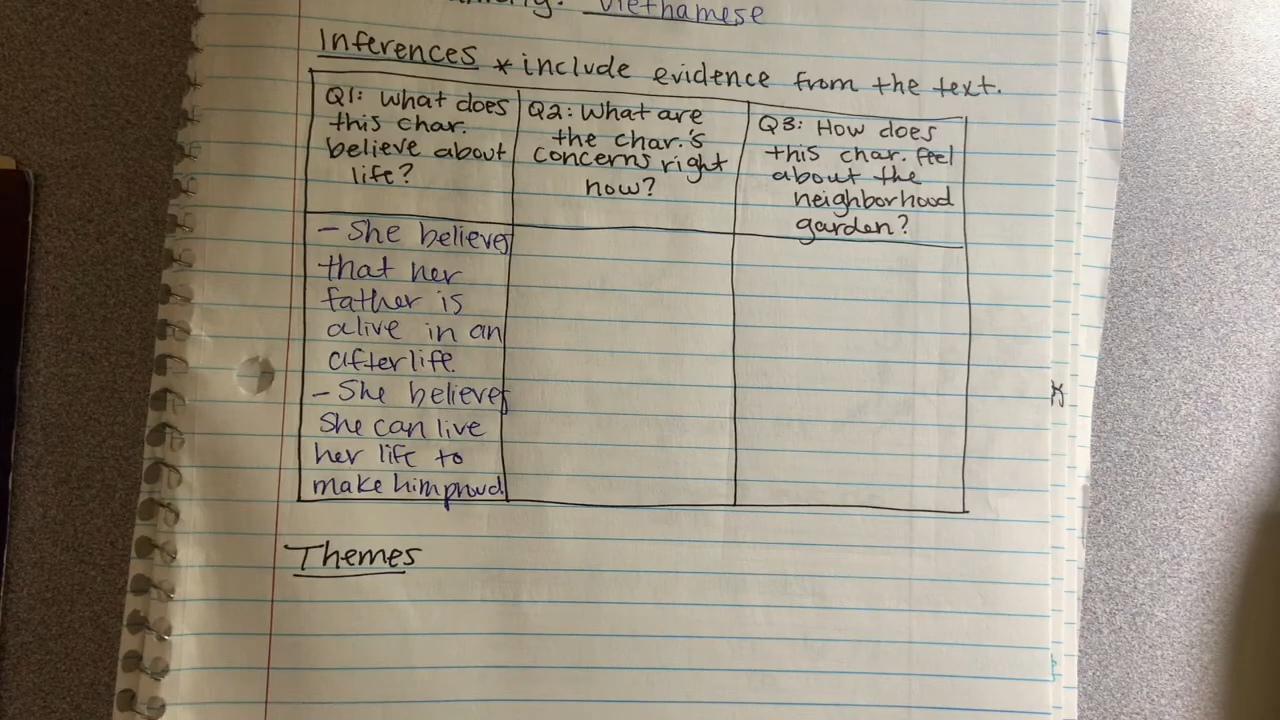 Vietnamese
Inferences * include evidence from the text.
Q1: What does
this char.
believe about
life?
Q2: What are
the char.'s
concerns right
now?
Q3: How does
this char. feel
about the
neighborhood
garden?
- She believes
that her
father is
alive in an
afterlife.
- She believes
she can live
her life to
make him proud
Themes